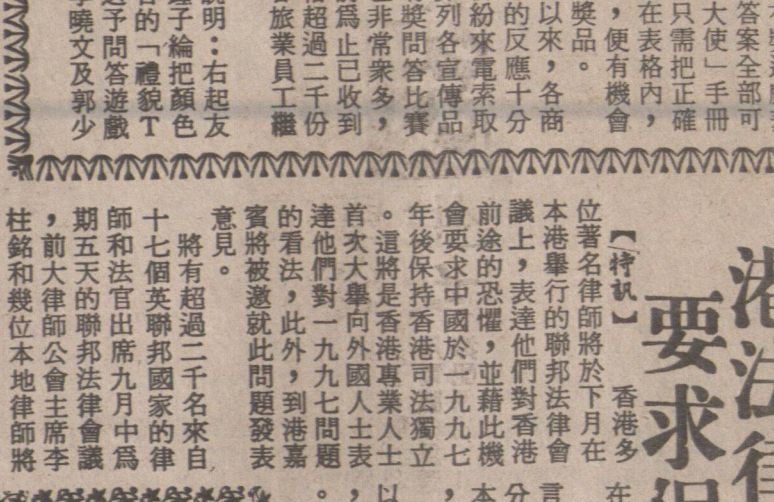 答案全部可
大使」手冊
只需把正確
在表格內，
，便有機會
獎品。
以來，各商
的反應十分
紛來電索取
列各宣傳品
獎問答比賽
非常衆多，
爲止已收到
超過二千份
旅業員工繼
說明：右起友
子綸把顏色
的「禮貌T
予問答遊戲
曉文及郭少
港法律
要求
【特訊】 香港多
位著名律師將於下月在
本港舉行的聯邦法律會
議上，表達他們對香港
前途的恐懼，並藉此機
會要求中國於一九九七
年後保持香港司法獨立
。這將是香港專業人士
首次大舉向外國人士表
達他們對一九九七問題
的看法，此外，到港嘉
賓將被邀就此問題發表
意見。
將有超過二千名來自
十七個英聯邦國家的律
師和法官出席九月中爲
期五天的聯邦法律會議
，前大律師公會主席李
柱銘和幾位本地律師將
在
言
分
本
，
以
，
。